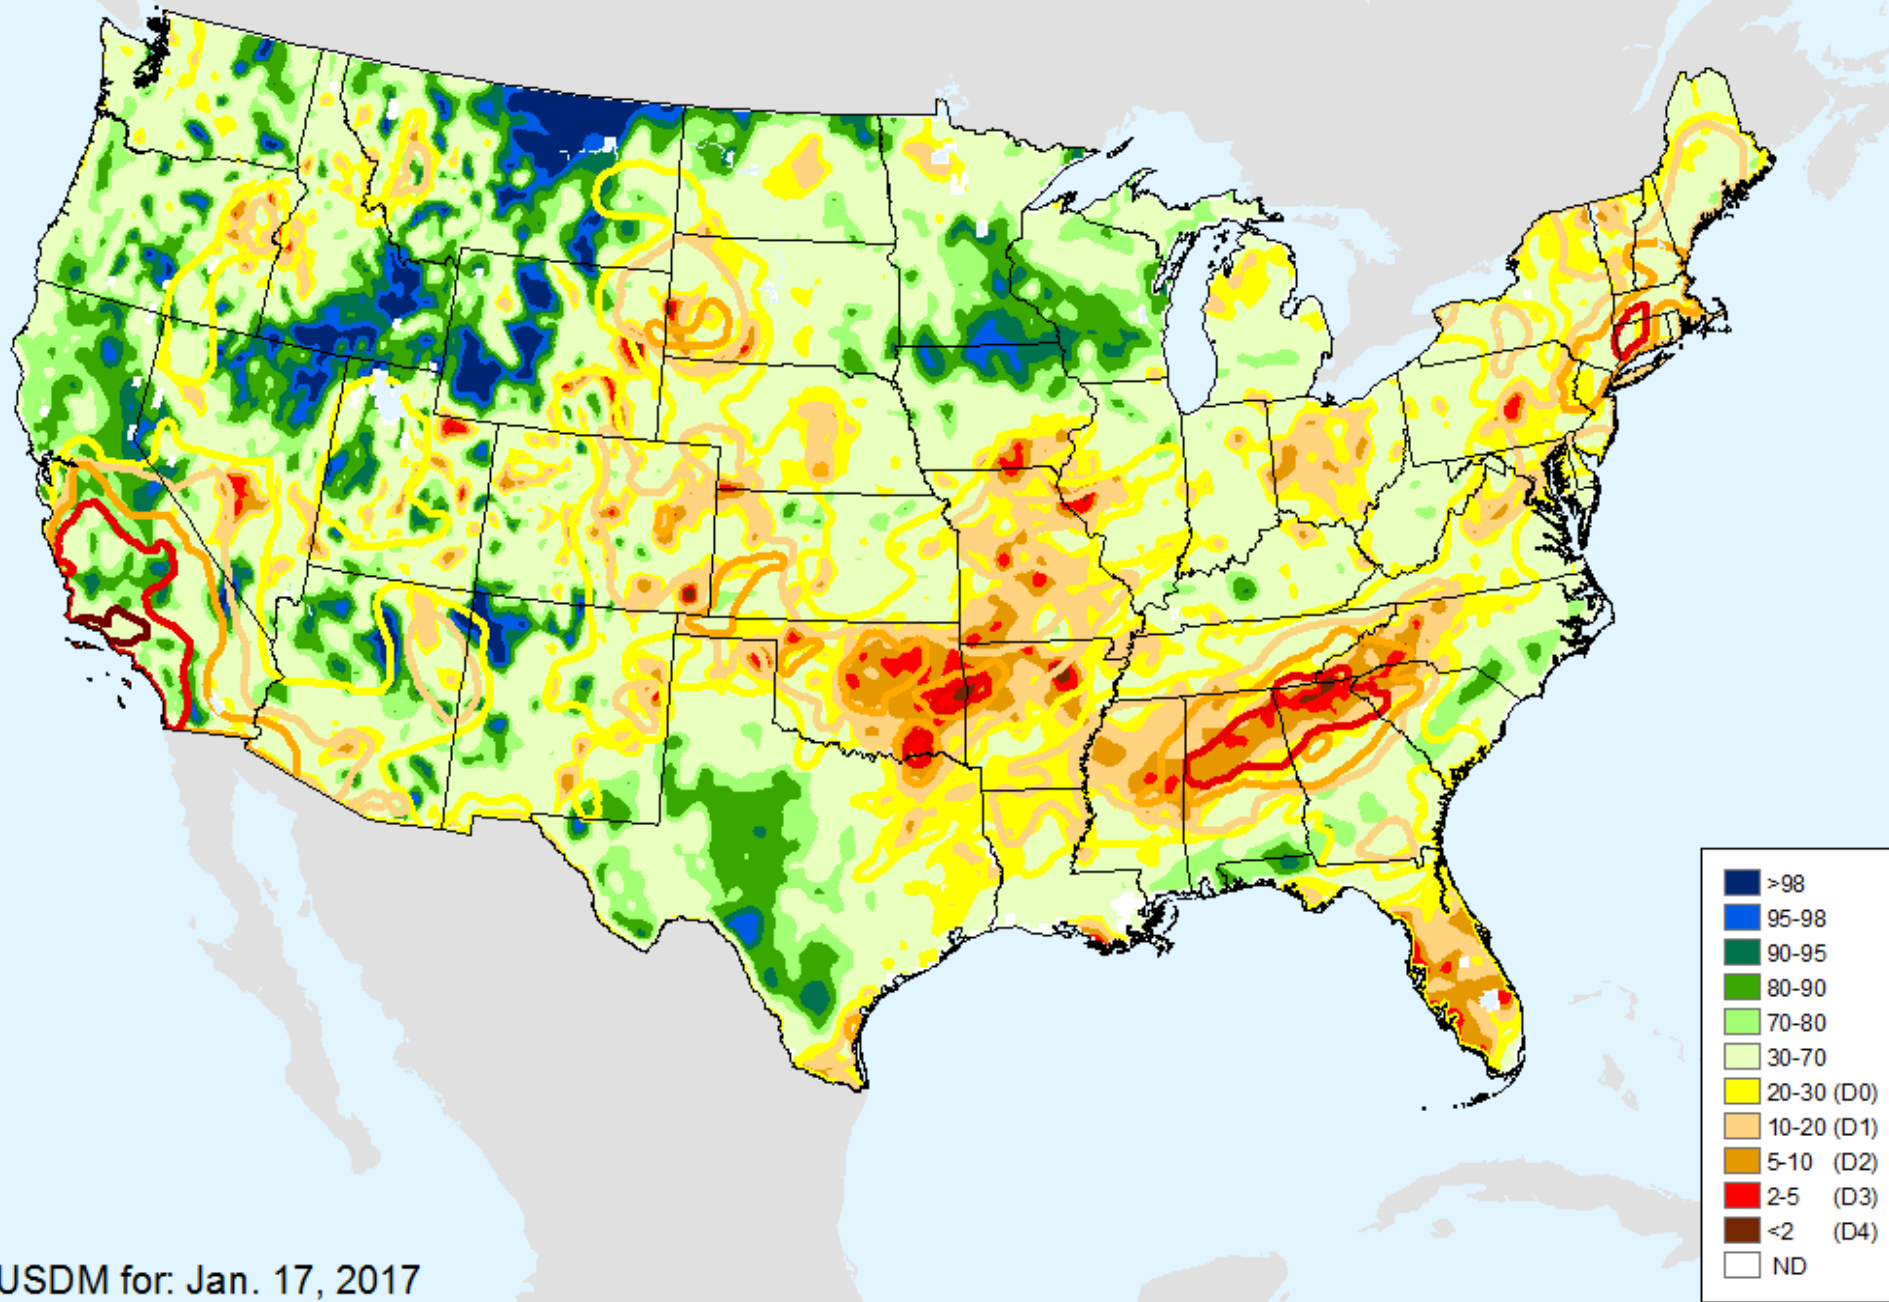 >98
95-98
90-95
80-90
70-80
30-70
20-30 (D0)
10-20 (D1)
5-10 (D2)
2-5 (D3)
<2 (D4)
ND
USDM for: Jan. 17, 2017